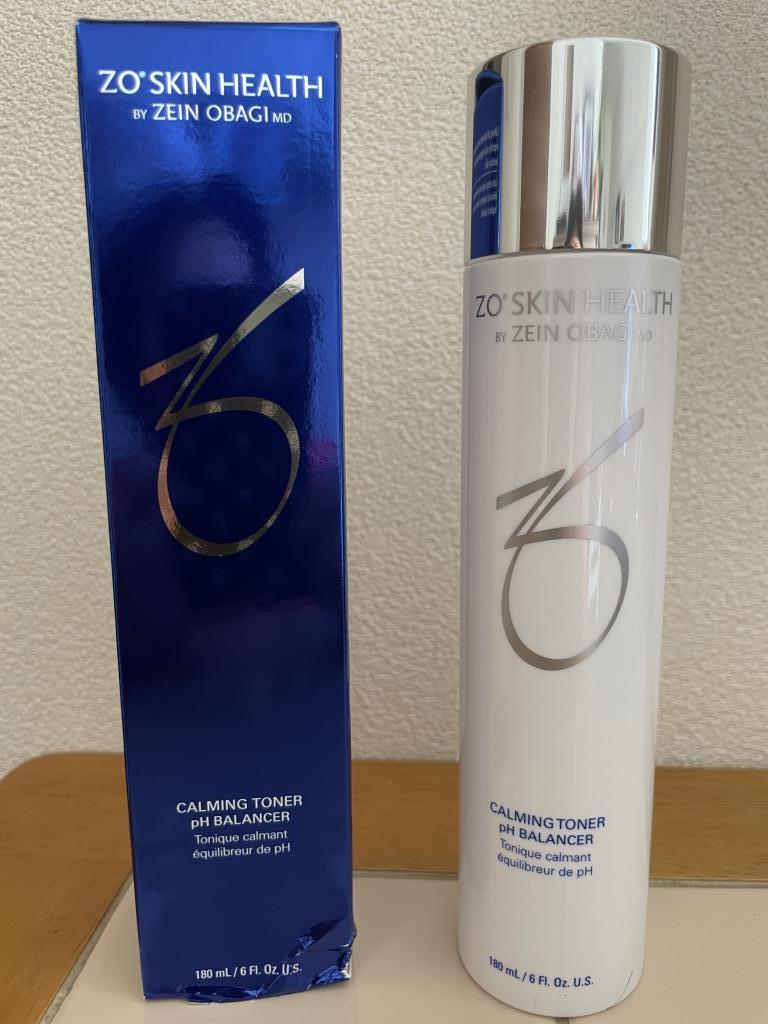 ZO® SKIN HEALTH
BY ZEIN OBAGI MD
CALMING TONER
pH BALANCER
Tonique calmant
équilibreur de pH
180 mL / 6 Fl. Oz. U.S.
ZO® SKIN HEALTH
BY ZEIN OBAGI MD
CALMING TONER
pH BALANCER
Tonique calmant
équilibreur de pH
180 mL / 6 Fl. Oz. U.S.